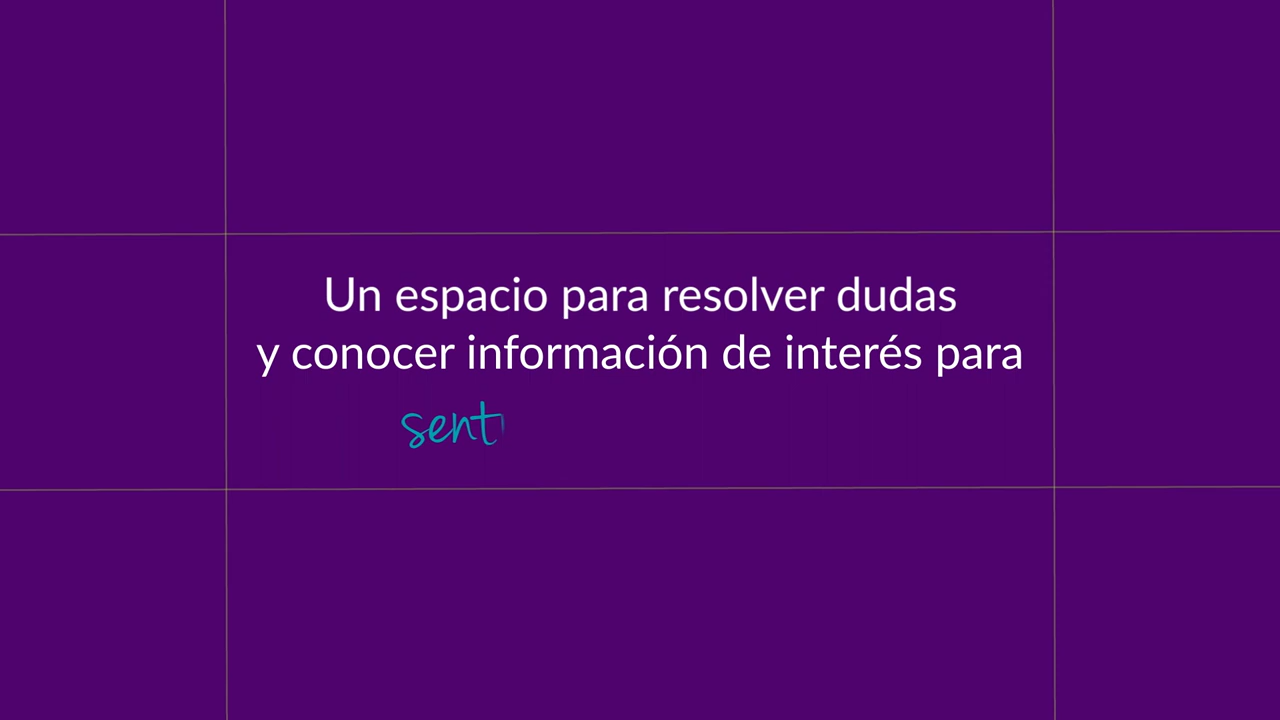 Un espacio para resolver dudas
y conocer información de interés para
sent